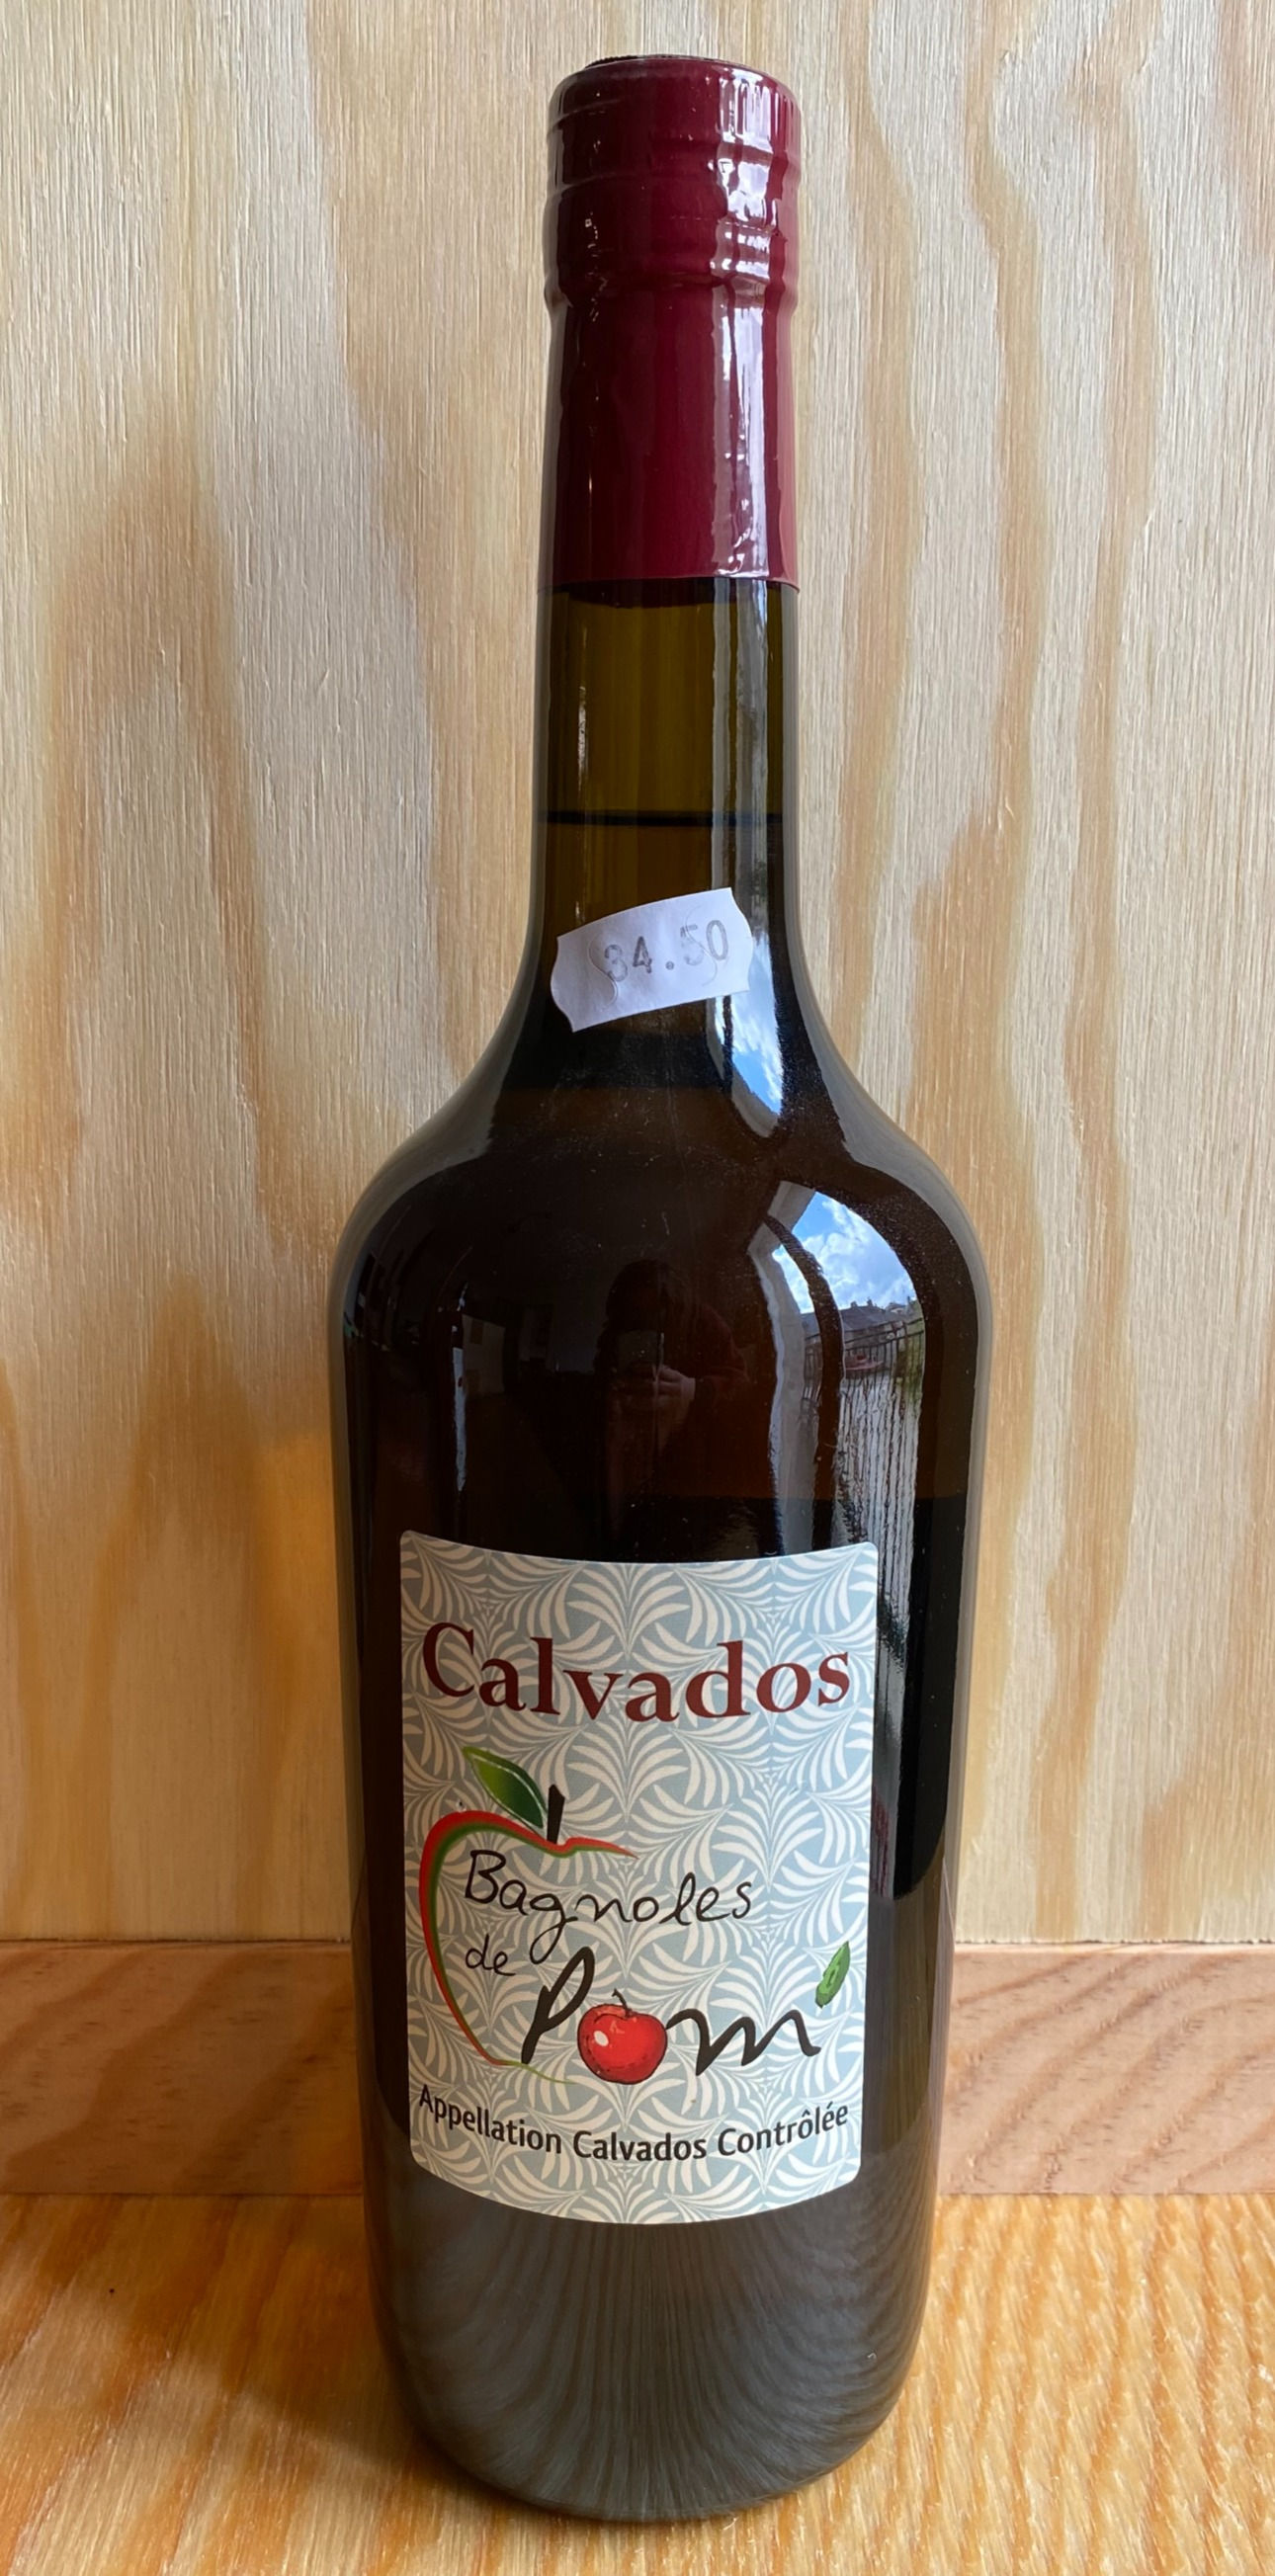 34.50
Calvados
Bagnoles
de
Pom'
Appellation Calvados Contrôlée